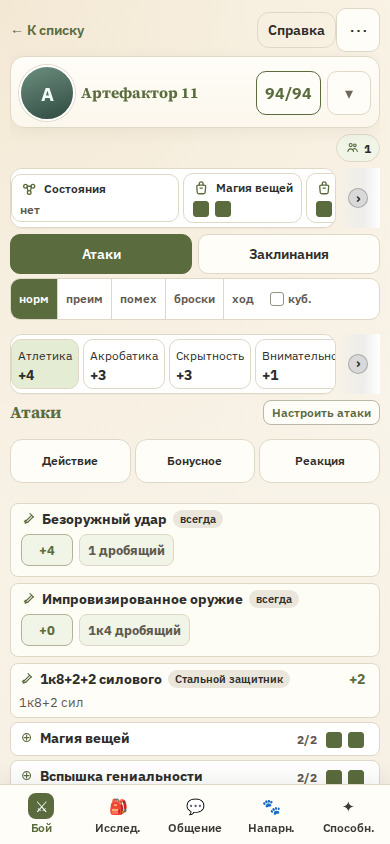 ← К списку
Справка
...
А
Артефактор 11
94/94
▼
1
Состояния
нет
Магия вещей
›
Атаки
Заклинания
норм
преим
помех
броски
ход
куб.
Атлетика
+4
Акробатика
+3
Скрытность
+3
Внимательно
+1
›
Атаки
Настроить атаки
Действие
Бонусное
Реакция
Безоружный удар
всегда
+4
1 дробящий
Импровизированное оружие
всегда
+0
1к4 дробящий
1к8+2+2 силового
Стальной защитник
+2
1к8+2 сил
Магия вещей
2/2
Вспышка гениальности
2/2
Бой
Исслед.
Общение
Напарн.
Способн.